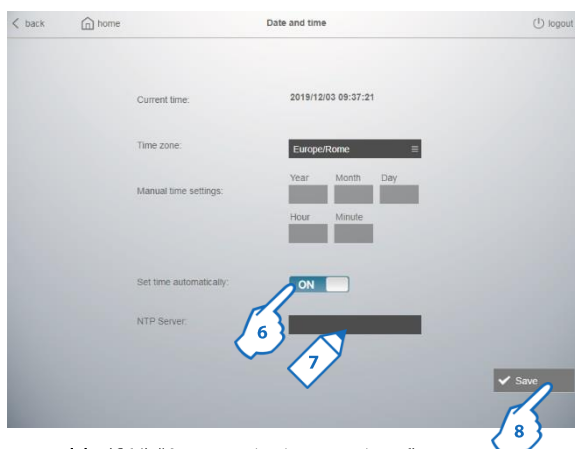 back home Date and time logout
Current time: 2019/12/03 09:37:21
Time zone: Europe/Rome
Year Month Day
Manual time settings:
Hour Minute
Set time automatically: ON
6
NTP Server:
7
Save
8